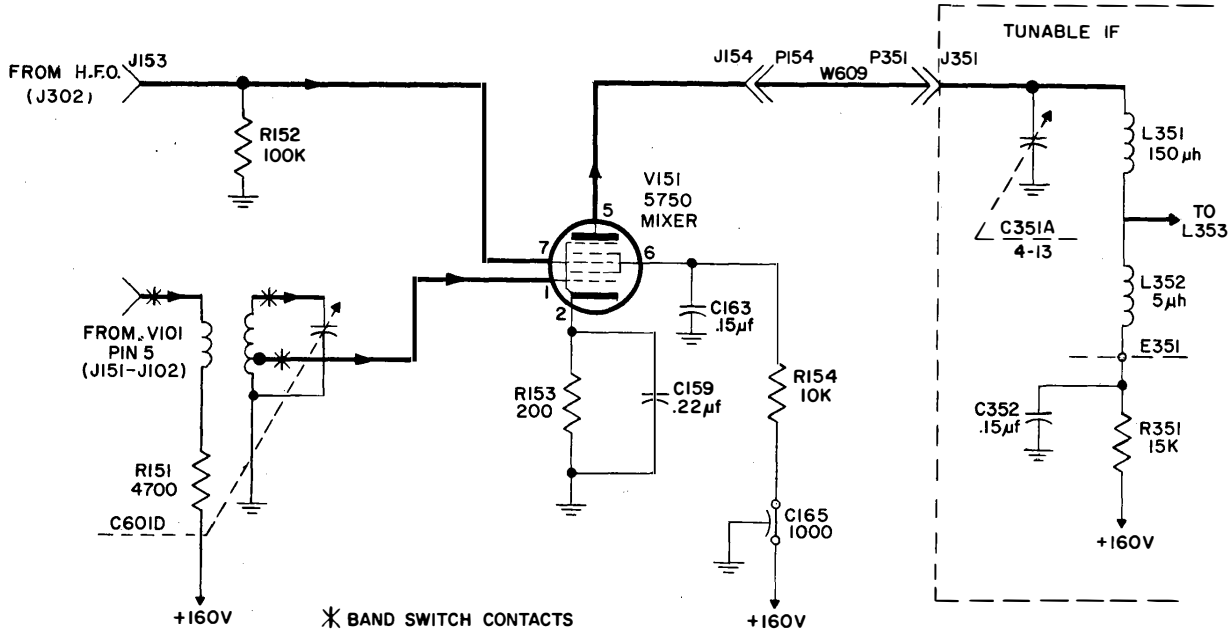 TUNABLE IF
FROM H.F.O.
(J302)
J153
R152
100K
J154
P154
W609
P351
J351
L351
150µh
V151
5750
MIXER
5
7
6
1
2
C351A
4-13
TO
L353
FROM V101
PIN 5
(J151-J102)
C163
.15µf
L352
5µh
E351
R153
200
C159
.22µf
R154
10K
C352
.15µf
R351
15K
R151
4700
C601D
C165
1000
+160V
+160V
+160V
BAND SWITCH CONTACTS